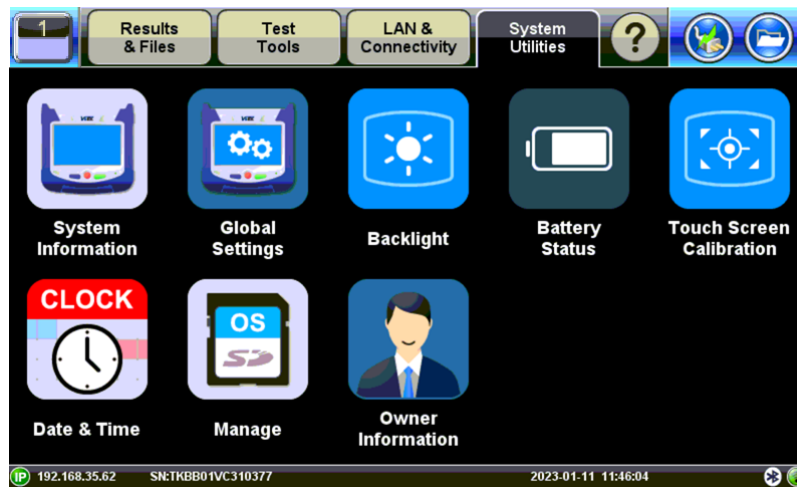 1
Results
& Files
Test
Tools
LAN &
Connectivity
System
Utilities
?
System
Information
Global
Settings
Backlight
Battery
Status
Touch Screen
Calibration
CLOCK
OS
Date & Time
Manage
Owner
Information
IP 192.168.35.62 SN:TKBB01VC310377 2023-01-11 11:46:04